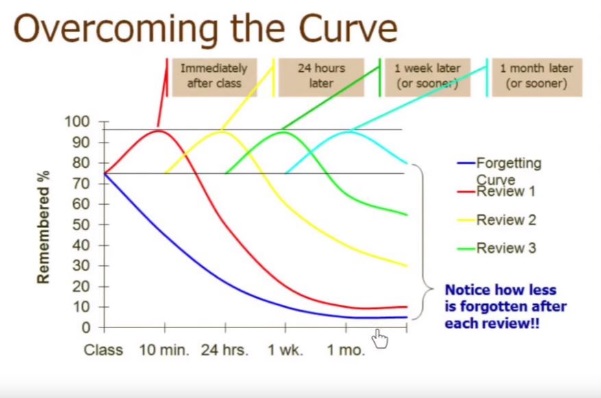 Overcoming the Curve
Immediately
after class
24 hours
later
1 week later
(or sooner)
1 month later
(or sooner)
100
90
80
70
60
50
40
30
20
10
0
Remembered %
Class 10 min. 24 hrs. 1 wk. 1 mo.
Forgetting
Curve
Review 1
Review 2
Review 3
Notice how less
is forgotten after
each review!!